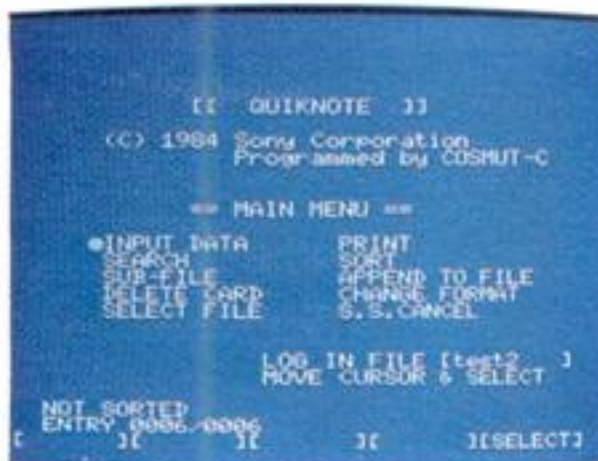 [[ QUIKNOTE ]]
(C) 1984 Sony Corporation
Programmed by COSMUT-C
== MAIN MENU ==
●INPUT DATA PRINT
SEARCH SORT
SUB-FILE APPEND TO FILE
DELETE CARD CHANGE FORMAT
SELECT FILE S.S.CANCEL
LOG IN FILE [test2 ]
MOVE CURSOR & SELECT
NOT SORTED
ENTRY 0006/0006
[ ][ ][ ][ ][SELECT]